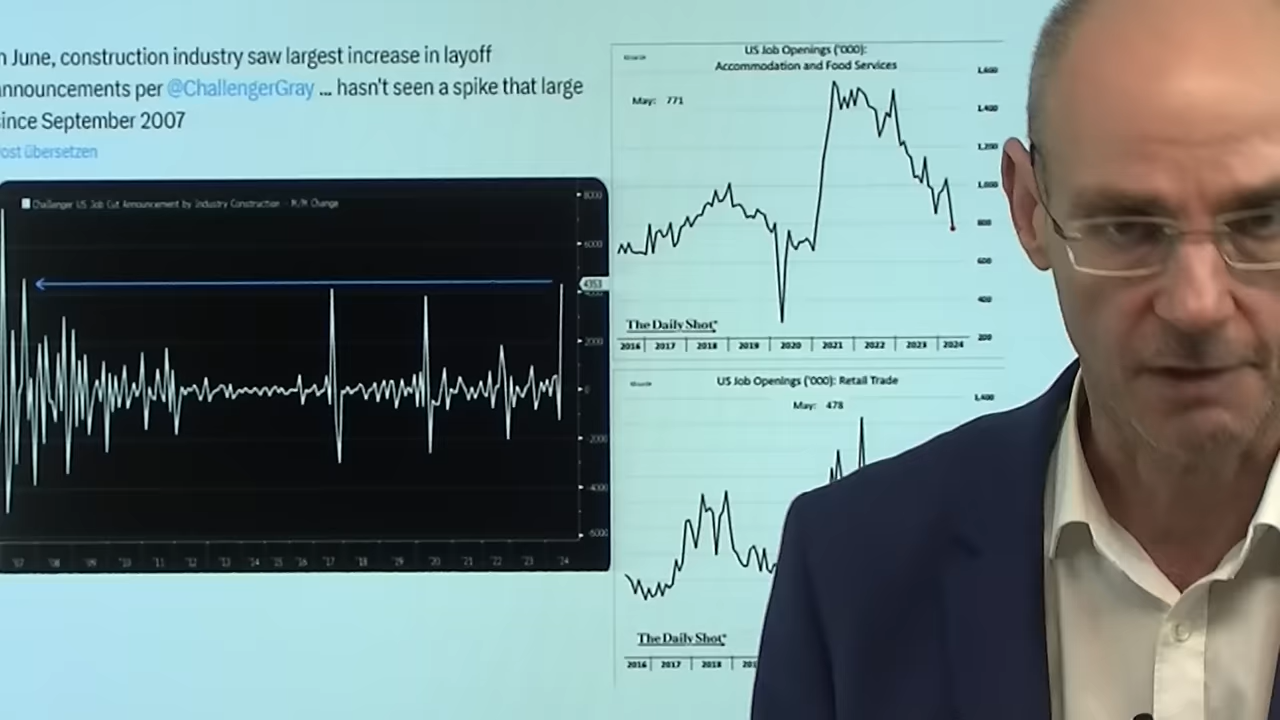 n June, construction industry saw largest increase in layoff
nnouncements per @ChallengerGray ... hasn't seen a spike that large
ince September 2007
ost übersetzen
Challenger US Job Cut Announcement by Industry Construction - M/M Change
8000
6000
4353
2000
0
-2000
-4000
-6000
'07 '08 '09 '10 '11 '12 '13 '14 '15 '16 '17 '18 '19 '20 '21 '22 '23 '24
US Job Openings ('000):
Accommodation and Food Services
May: 771
1,600
1,400
1,200
1,000
800
600
400
200
The Daily Shot
2016 2017 2018 2019 2020 2021 2022 2023 2024
US Job Openings ('000): Retail Trade
May: 478
1,400
The Daily Shot
2016 2017 2018 201